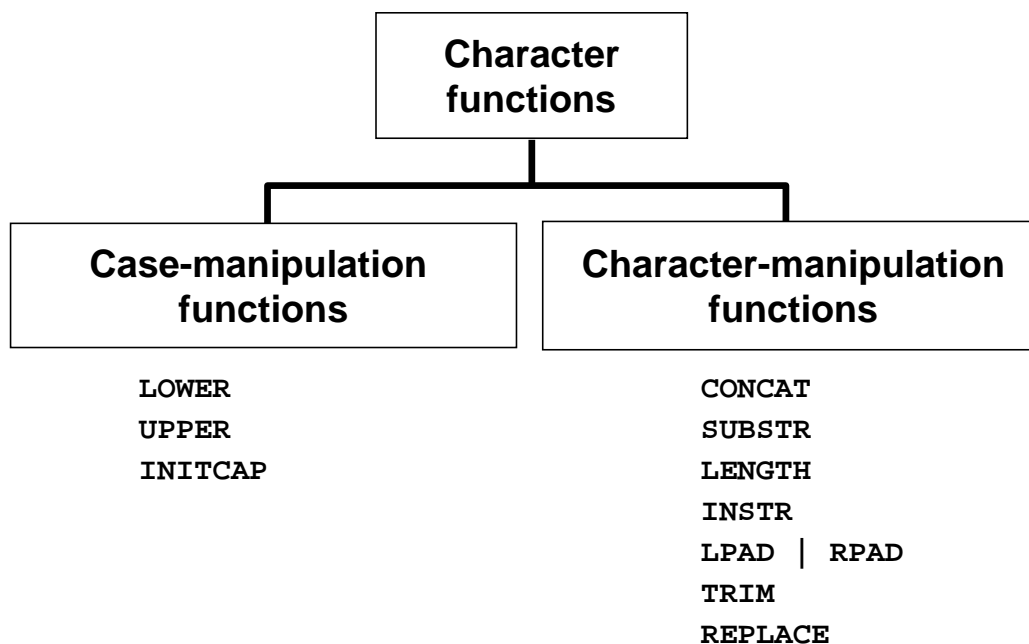 Character
functions
Case-manipulation
functions
Character-manipulation
functions
LOWER
UPPER
INITCAP
CONCAT
SUBSTR
LENGTH
INSTR
LPAD | RPAD
TRIM
REPLACE